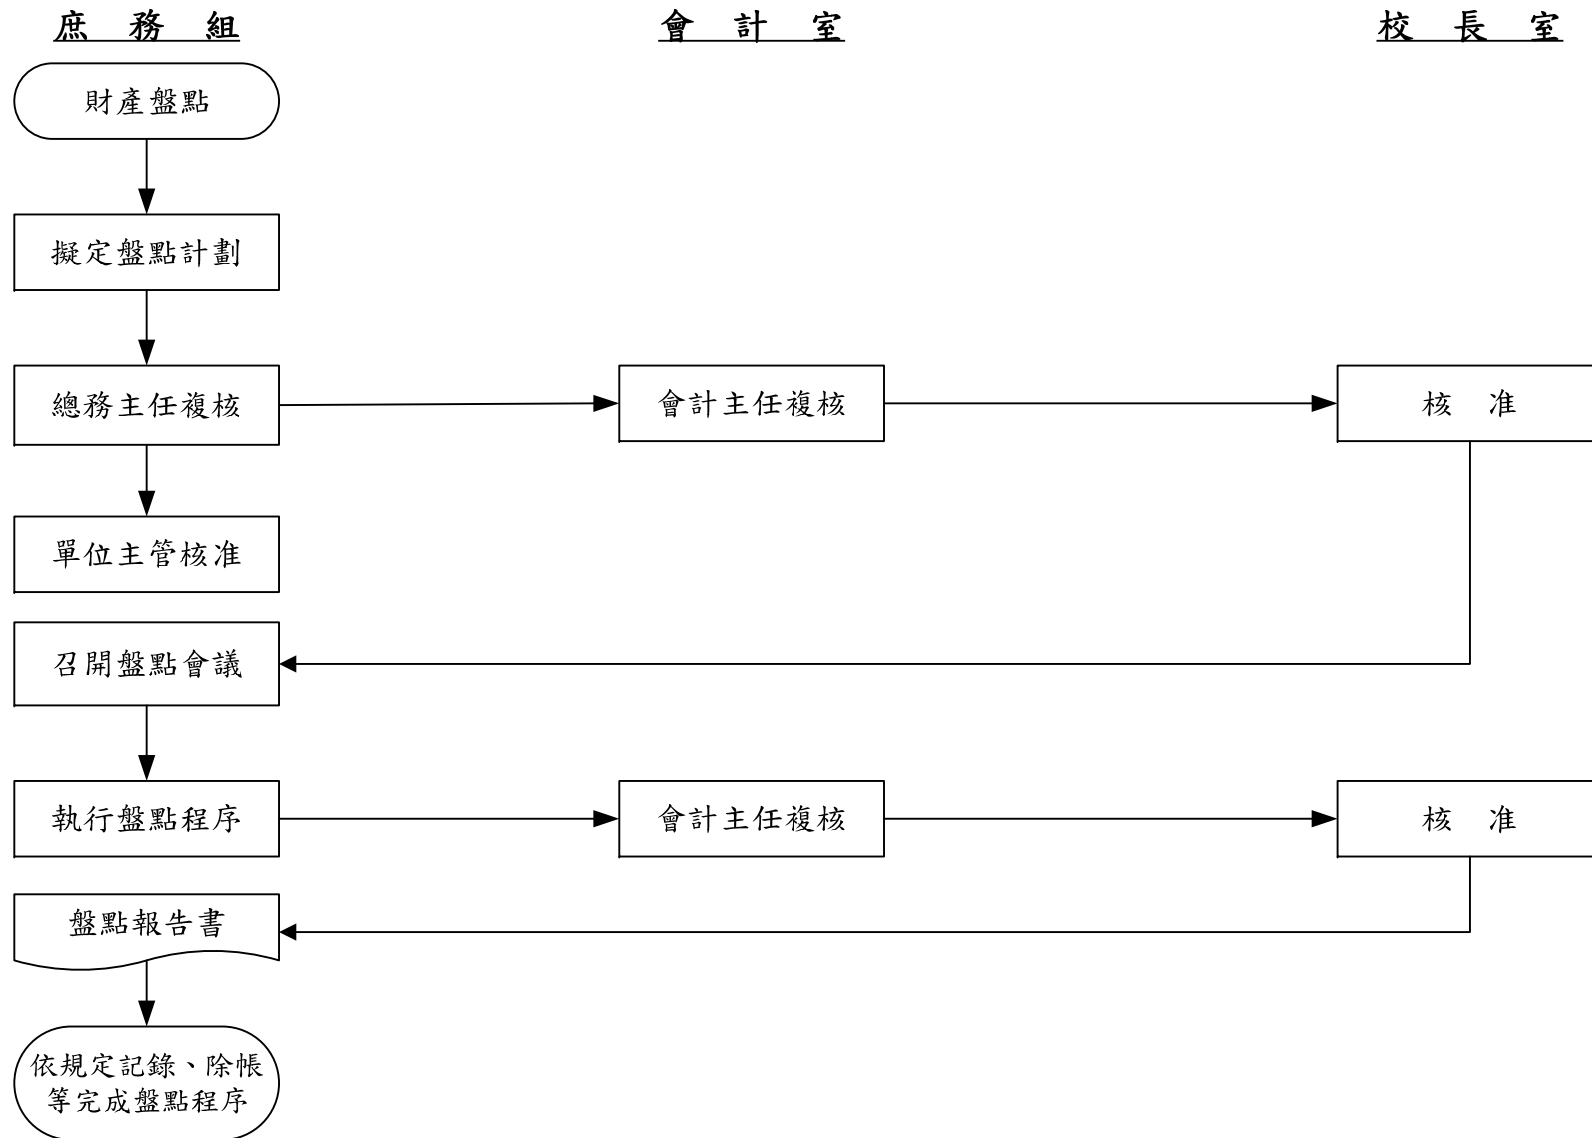 庶 務 組
會 計 室
校 長 室
財產盤點
擬定盤點計劃
總務主任複核
會計主任複核
核 准
單位主管核准
召開盤點會議
執行盤點程序
會計主任複核
核 准
盤點報告書
依規定記錄、除帳
等完成盤點程序